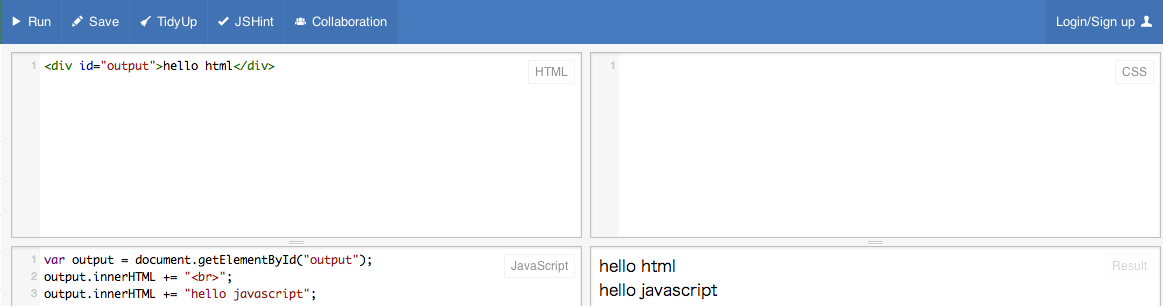 Run Save TidyUp JSHint Collaboration Login/Sign up
1 <div id="output">hello html</div>
HTML
1
CSS
1 var output = document.getElementById("output");
2 output.innerHTML += "<br>";
3 output.innerHTML += "hello javascript";
JavaScript
hello html
hello javascript
Result